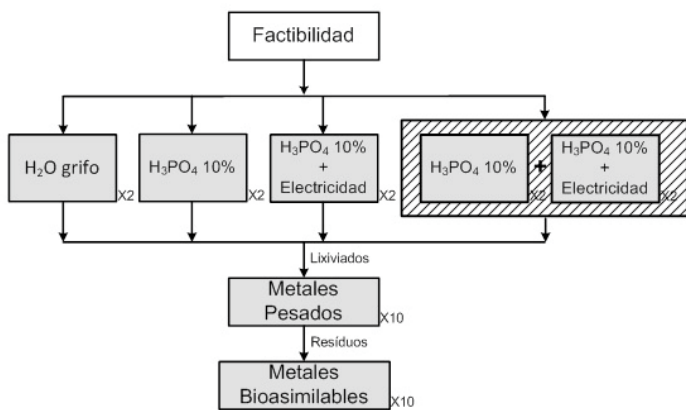 Factibilidad
H₂O grifo
X2
H₃PO₄ 10%
X2
H₃PO₄ 10%
+
Electricidad
X2
H₃PO₄ 10%
X2
+
H₃PO₄ 10%
+
Electricidad
X2
Lixiviados
Metales
Pesados
X10
Resíduos
Metales
Bioasimilables
X10